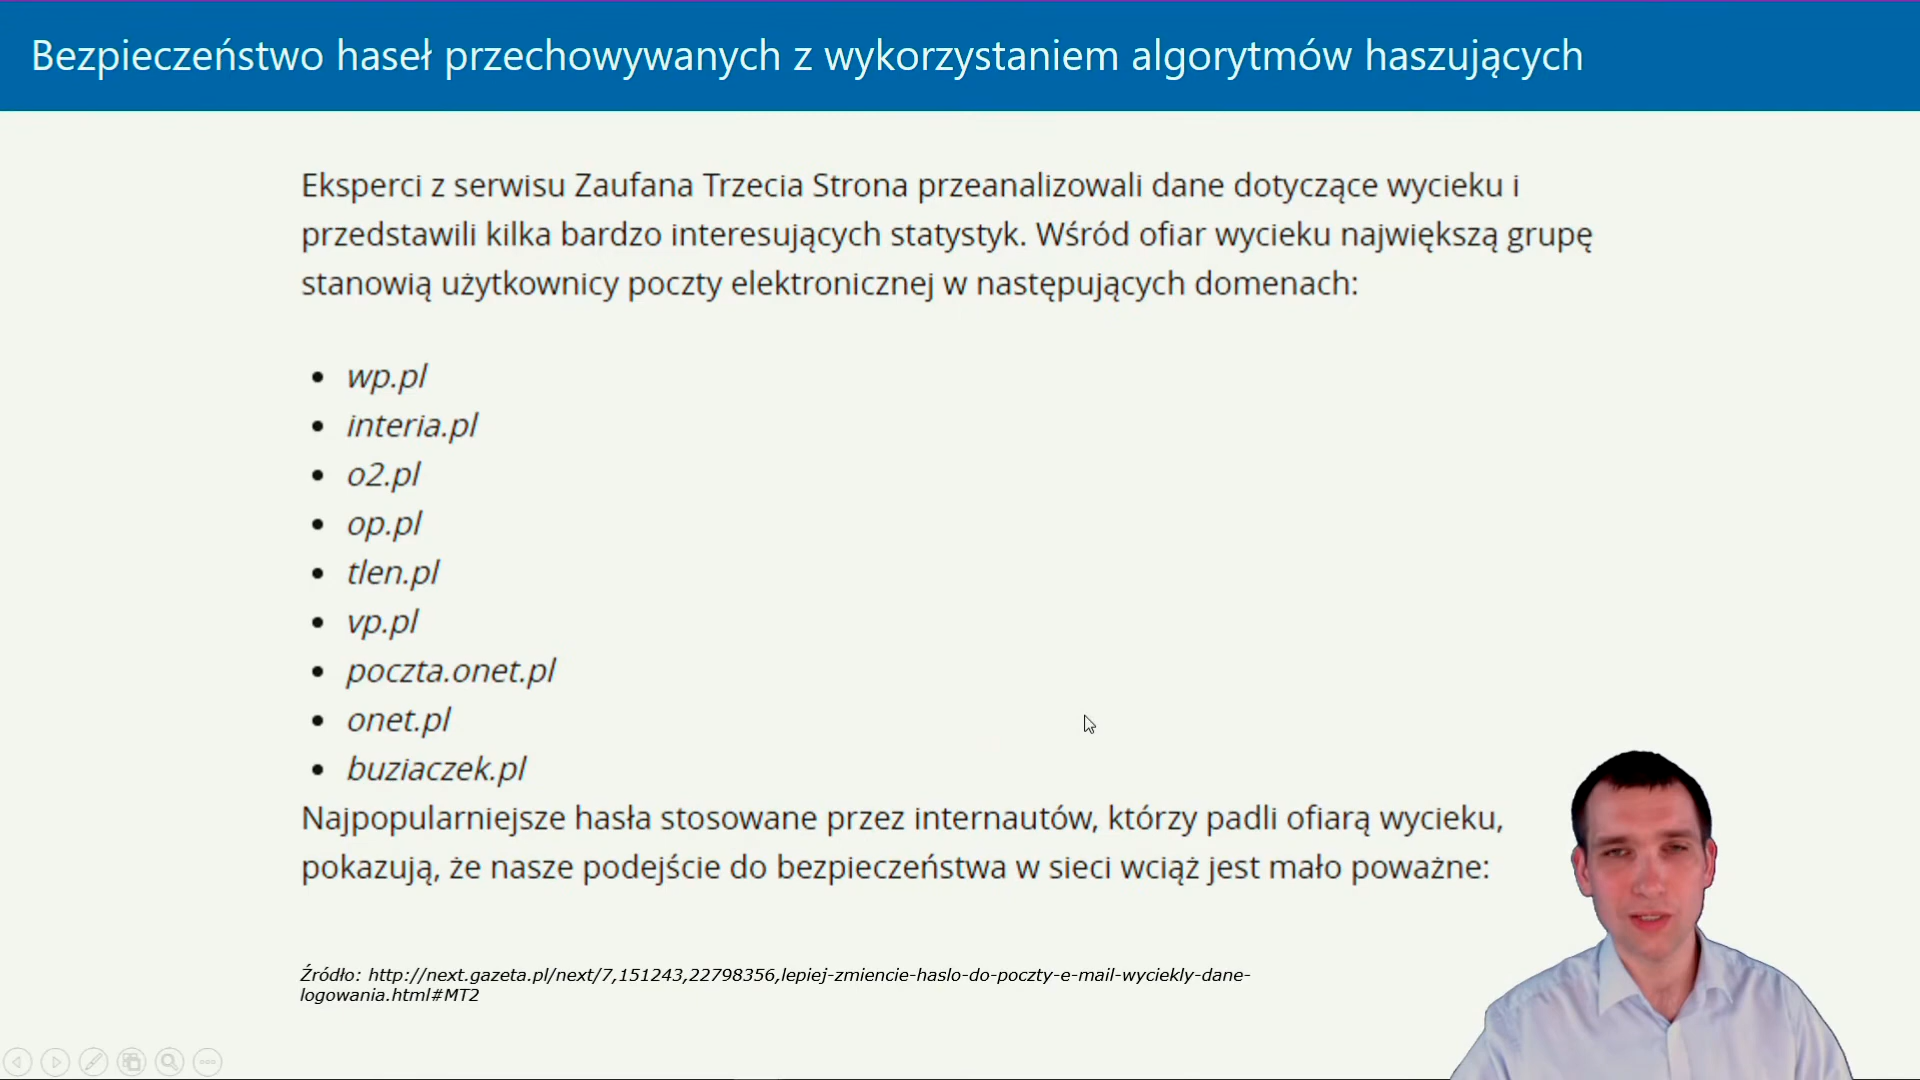 Bezpieczeństwo haseł przechowywanych z wykorzystaniem algorytmów haszujących
Eksperci z serwisu Zaufana Trzecia Strona przeanalizowali dane dotyczące wycieku i
przedstawili kilka bardzo interesujących statystyk. Wśród ofiar wycieku największą grupę
stanowią użytkownicy poczty elektronicznej w następujących domenach:
• wp.pl
• interia.pl
• o2.pl
• op.pl
• tlen.pl
• vp.pl
• poczta.onet.pl
• onet.pl
• buziaczek.pl
Najpopularniejsze hasła stosowane przez internautów, którzy padli ofiarą wycieku,
pokazują, że nasze podejście do bezpieczeństwa w sieci wciąż jest mało poważne:
Źródło: http://next.gazeta.pl/next/7,151243,22798356,lepiej-zmiencie-haslo-do-poczty-e-mail-wyciekly-dane-
logowania.html#MT2